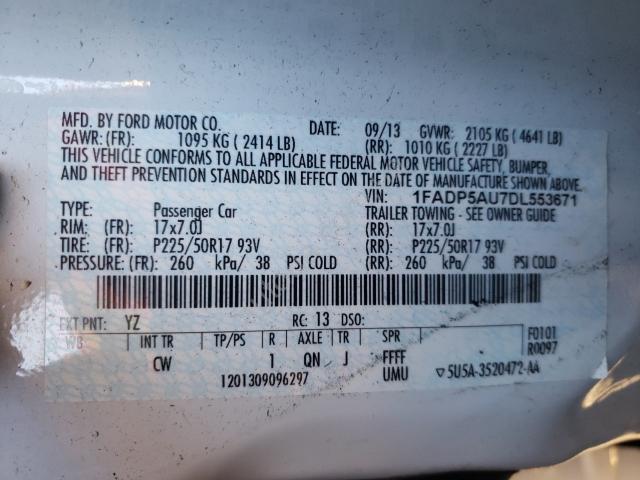 MFD. BY FORD MOTOR CO. DATE: 09/13 GVWR: 2105 KG ( 4641 LB)
GAWR: (FR): 1095 KG ( 2414 LB) (RR): 1010 KG ( 2227 LB)
THIS VEHICLE CONFORMS TO ALL APPLICABLE FEDERAL MOTOR VEHICLE SAFETY, BUMPER,
AND THEFT PREVENTION STANDARDS IN EFFECT ON THE DATE OF MANUFACTURE SHOWN ABOVE.
VIN: 1FADP5AU7DL553671
TYPE: Passenger Car TRAILER TOWING - SEE OWNER GUIDE
RIM: (FR): 17x7.0J (RR): 17x7.0J
TIRE: (FR): P225/50R17 93V (RR): P225/50R17 93V
PRESSURE: (FR): 260 kPa/ 38 PSI COLD (RR): 260 kPa/ 38 PSI COLD
EXT PNT: YZ RC: 13 DSO:
WB INT TR TP/PS R AXLE TR SPR F0101
CW 1 QN J FFFF R0097
1201309096297 UMU ▽5U5A-3520472-AA